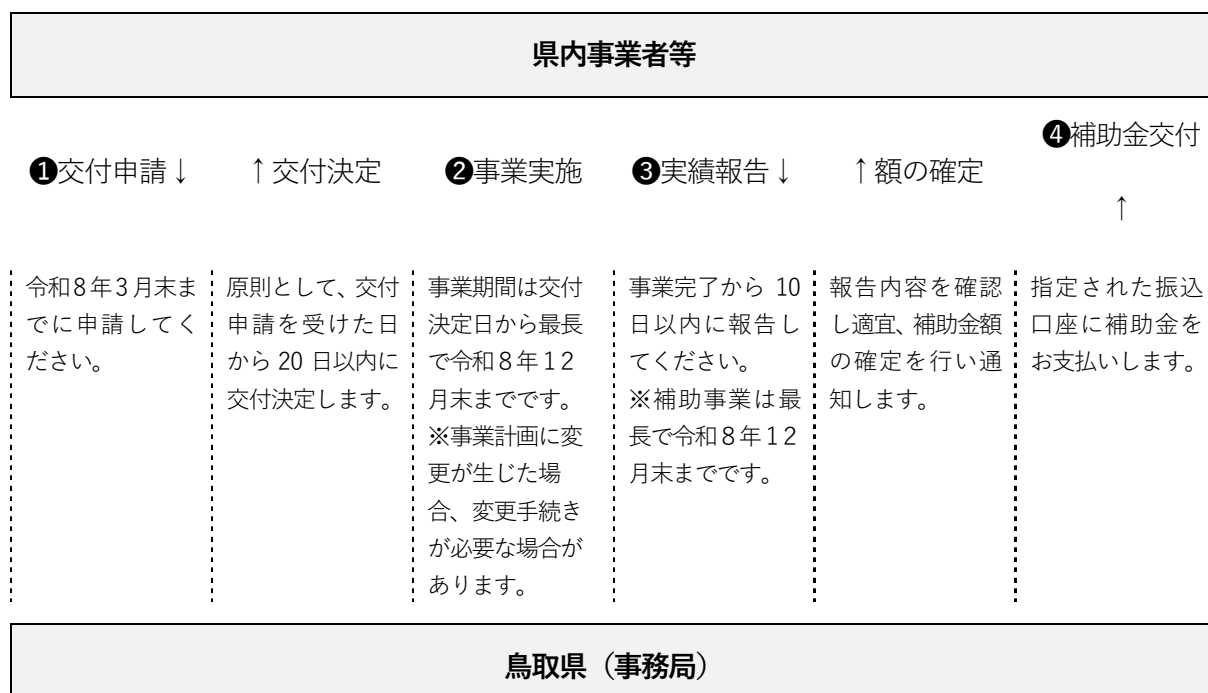 県内事業者等
❶交付申請↓
↑交付決定
❷事業実施
❸実績報告↓
↑額の確定
❹補助金交付
↑
令和8年3月末ま
でに申請してく
ださい。
原則として、交付
申請を受けた日
から 20 日以内に
交付決定します。
事業期間は交付
決定日から最長
で令和8年12
月末までです。
※事業計画に変
更が生じた場
合、変更手続き
が必要な場合が
あります。
事業完了から 10
日以内に報告し
てください。
※補助事業は最
長で令和8年12
月末までです。
報告内容を確認
し適宜、補助金額
の確定を行い通
知します。
指定された振込
口座に補助金を
お支払いします。
鳥取県（事務局）